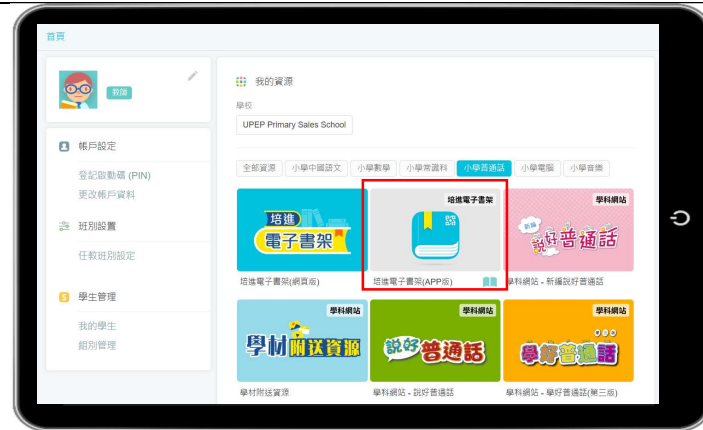 首頁
教師
帳戶設定
登記啟動碼 (PIN)
更改帳戶資料
班別設置
任教班別設定
學生管理
我的學生
組別管理
我的資源
學校
UPEP Primary Sales School
全部資源 小學中國語文 小學數學 小學常識科 小學普通話 小學電腦 小學音樂
培進
電子書架
培進電子書架(網頁版)
培進電子書架
培進電子書架(APP版)
學科網站
新編
說好普通話
學科網站 - 新編說好普通話
學科網站
學材附送資源
學材附送資源
學科網站
說好普通話
學科網站 - 說好普通話
學科網站
學好普通話
學科網站 - 學好普通話(第三版)